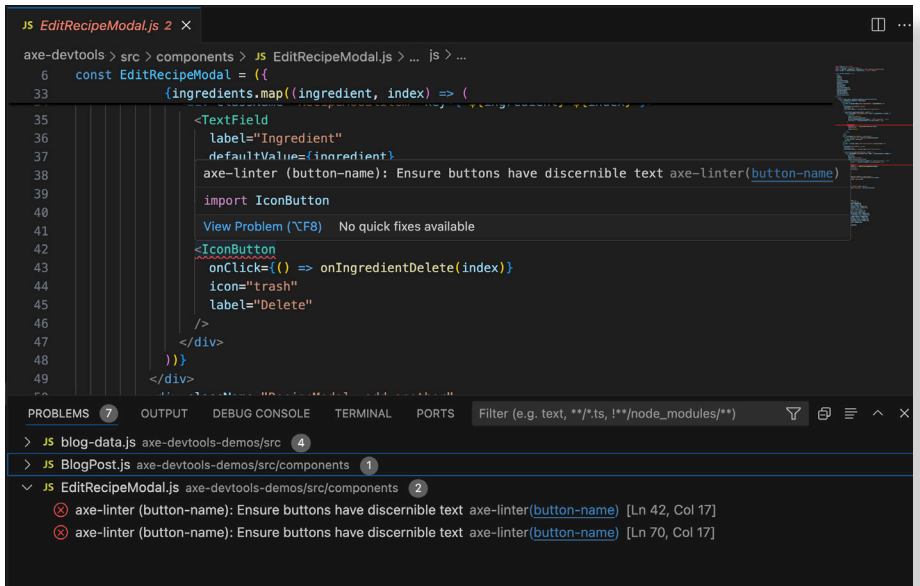 JS EditRecipeModal.js 2 ×
axe-devtools > src > components > JS EditRecipeModal.js > ... js > ...
6 const EditRecipeModal = ({
33 {ingredients.map((ingredient, index) => (
35 <TextField
36 label="Ingredient"
37 defaultValue={ingredient}
38 axe-linter (button-name): Ensure buttons have discernible text axe-linter(button-name)
39
40 import IconButton
41 View Problem (⌥F8) No quick fixes available
42 <IconButton
43 onClick={() => onIngredientDelete(index)}
44 icon="trash"
45 label="Delete"
46 />
47 </div>
48 ))}
49 </div>
PROBLEMS 7 OUTPUT DEBUG CONSOLE TERMINAL PORTS Filter (e.g. text, **/*.ts, !**/node_modules/**)
> JS blog-data.js axe-devtools-demos/src 4
> JS BlogPost.js axe-devtools-demos/src/components 1
JS EditRecipeModal.js axe-devtools-demos/src/components 2
axe-linter (button-name): Ensure buttons have discernible text axe-linter(button-name) [Ln 42, Col 17]
axe-linter (button-name): Ensure buttons have discernible text axe-linter(button-name) [Ln 70, Col 17]